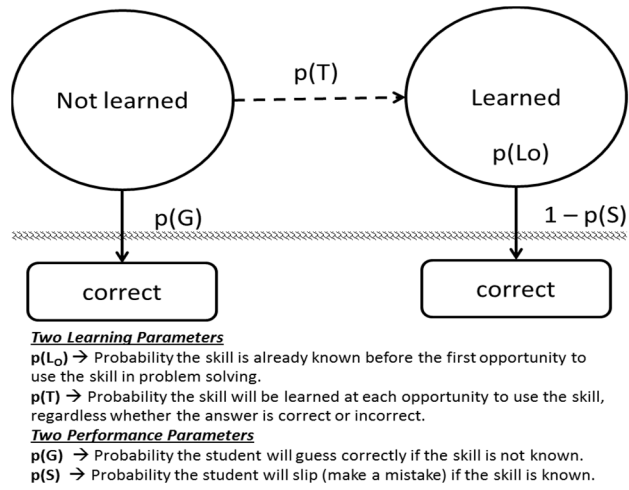 Not learned
p(T)
Learned
p(Lo)
p(G)
1 – p(S)
correct
correct
Two Learning Parameters
p(LO) → Probability the skill is already known before the first opportunity to
use the skill in problem solving.
p(T) → Probability the skill will be learned at each opportunity to use the skill,
regardless whether the answer is correct or incorrect.
Two Performance Parameters
p(G) → Probability the student will guess correctly if the skill is not known.
p(S) → Probability the student will slip (make a mistake) if the skill is known.